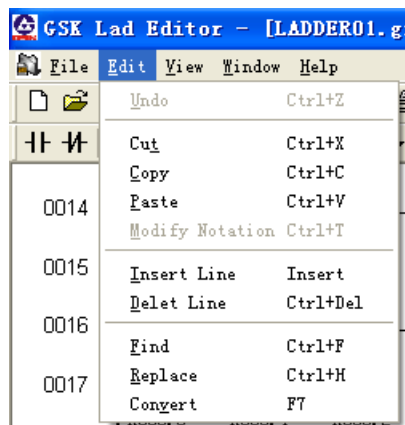 GSK Lad Editor - [LADDER01.g
File Edit View Window Help
Undo Ctrl+Z
Cut Ctrl+X
Copy Ctrl+C
0014
Paste Ctrl+V
Modify Notation Ctrl+T
0015
Insert Line Insert
Delet Line Ctrl+Del
0016
Find Ctrl+F
0017
Replace Ctrl+H
Convert F7